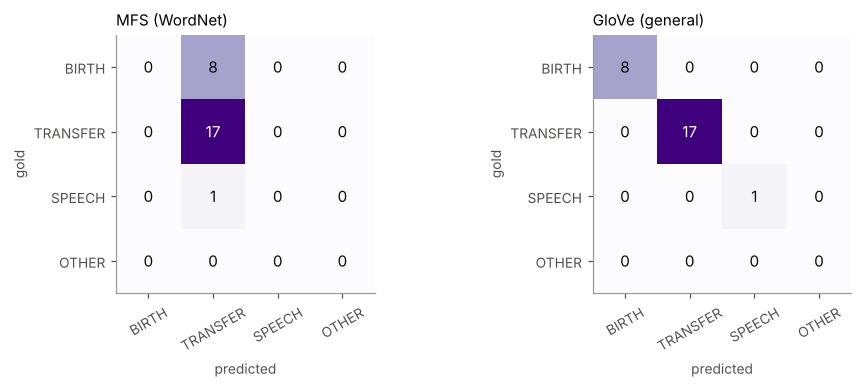 MFS (WordNet)
BIRTH 0 8 0 0
TRANSFER 0 17 0 0
SPEECH 0 1 0 0
OTHER 0 0 0 0
gold
BIRTH TRANSFER SPEECH OTHER
predicted
GloVe (general)
BIRTH 8 0 0 0
TRANSFER 0 17 0 0
SPEECH 0 0 1 0
OTHER 0 0 0 0
gold
BIRTH TRANSFER SPEECH OTHER
predicted